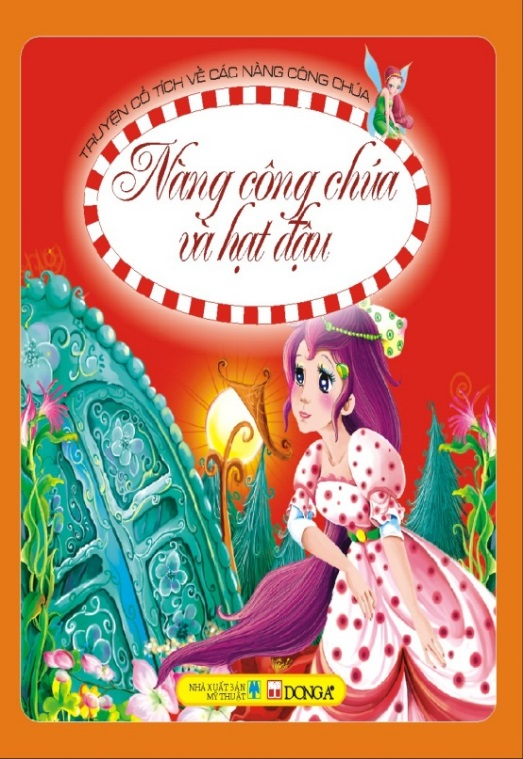 TRUYỆN CỔ TÍCH VỀ CÁC NÀNG CÔNG CHÚA
Nàng công chúa
và hạt đậu
NHÀ XUẤT BẢN
MỸ THUẬT
ĐÔNG A